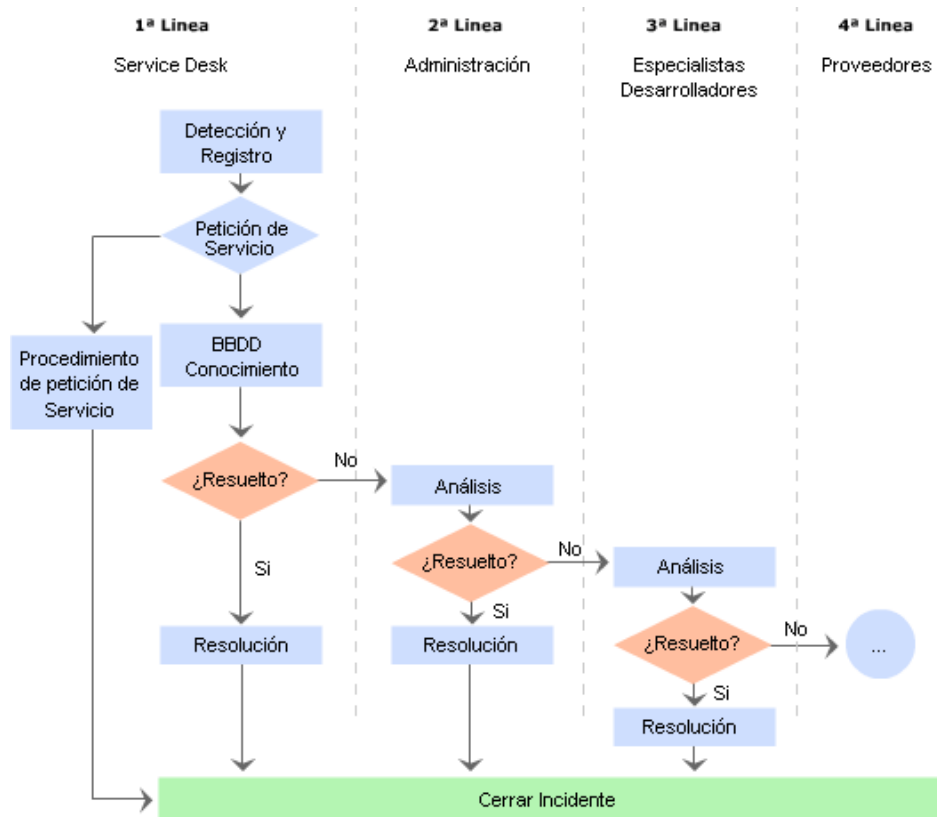 1ª Linea
2ª Linea
3ª Linea
4ª Linea
Service Desk
Administración
Especialistas
Desarrolladores
Proveedores
Detección y
Registro
Petición de
Servicio
Procedimiento
de petición de
Servicio
BBDD
Conocimiento
¿Resuelto?
No
Si
Resolución
Análisis
¿Resuelto?
No
Si
Resolución
Análisis
¿Resuelto?
No
Si
Resolución
...
Cerrar Incidente